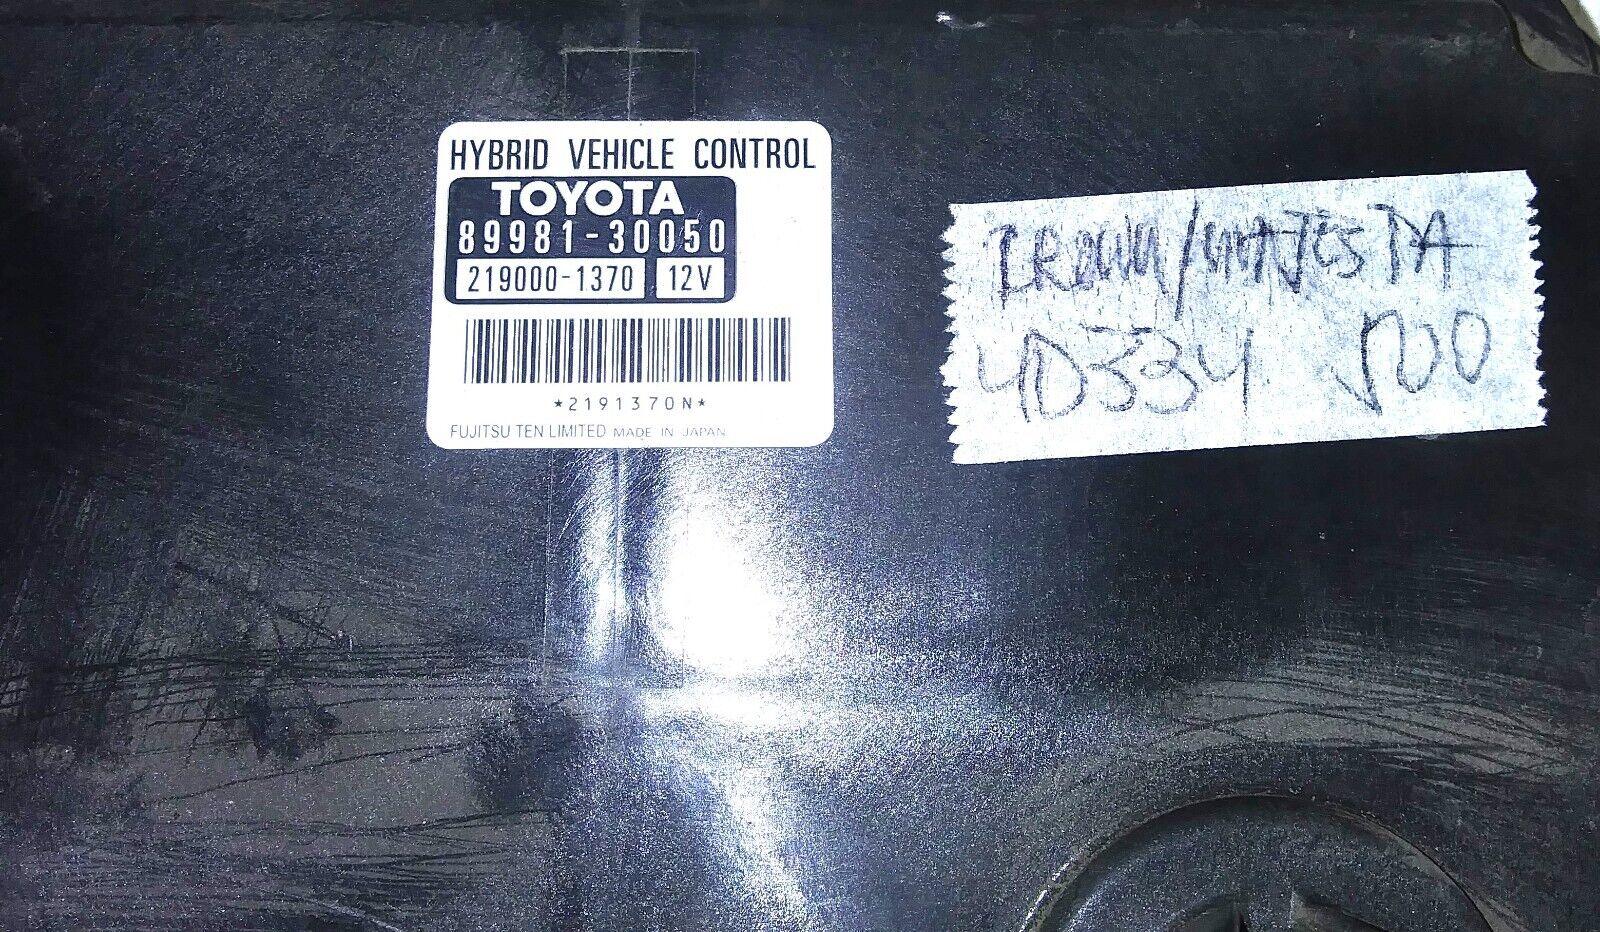 HYBRID VEHICLE CONTROL
TOYOTA
89981-30050
219000-1370 12V
*2191370N*
FUJITSU TEN LIMITED MADE IN JAPAN
CROWN/MAJESTA
4D334